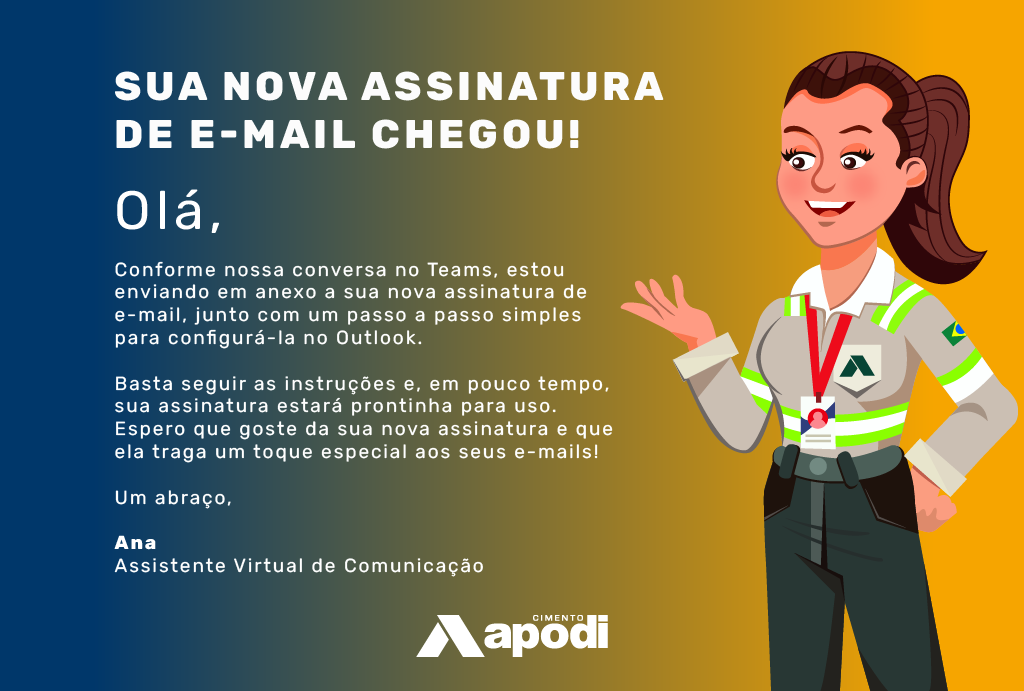 SUA NOVA ASSINATURA
DE E-MAIL CHEGOU!
Olá,
Conforme nossa conversa no Teams, estou
enviando em anexo a sua nova assinatura de
e-mail, junto com um passo a passo simples
para configurá-la no Outlook.
Basta seguir as instruções e, em pouco tempo,
sua assinatura estará prontinha para uso.
Espero que goste da sua nova assinatura e que
ela traga um toque especial aos seus e-mails!
Um abraço,
Ana
Assistente Virtual de Comunicação
CIMENTO
apodi